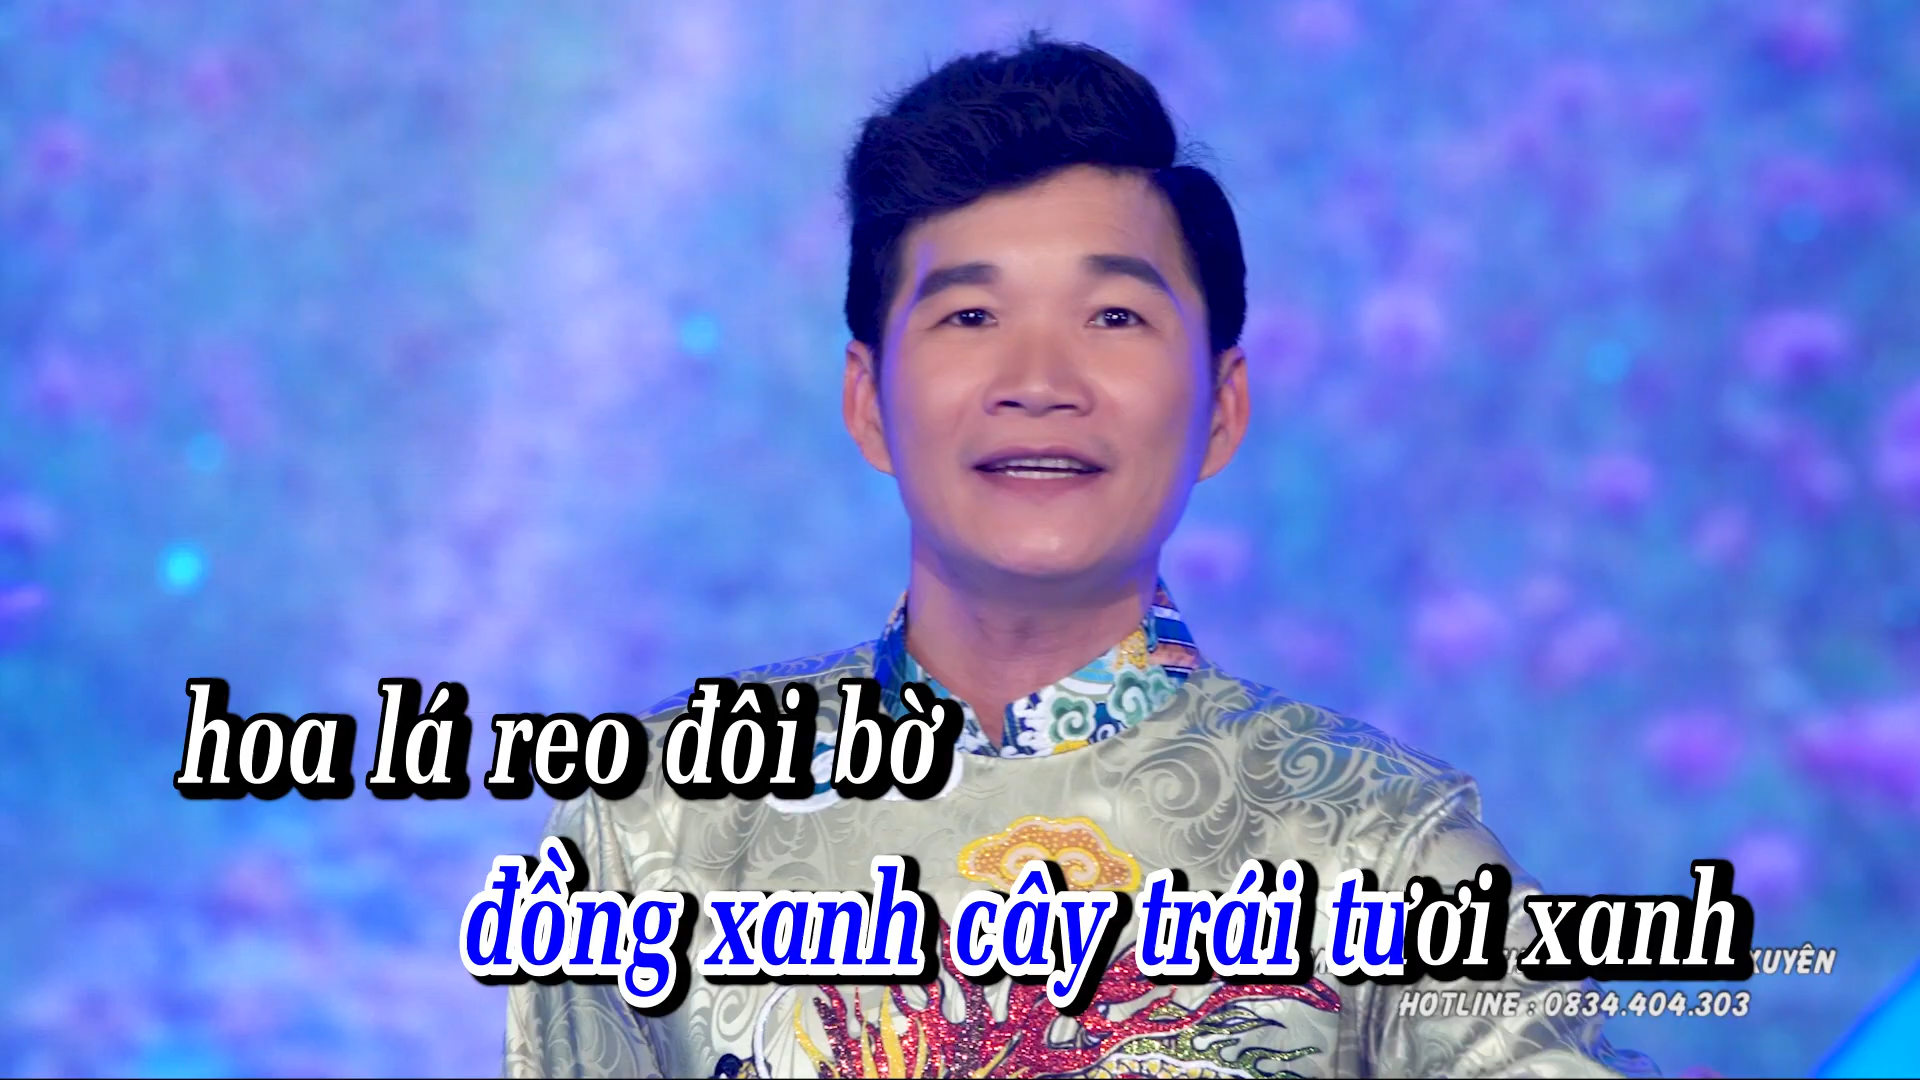 hoa lá reo đôi bờ
đồng xanh cây trái tươi xanh
XUYÊN
HOTLINE : 0834.404.303